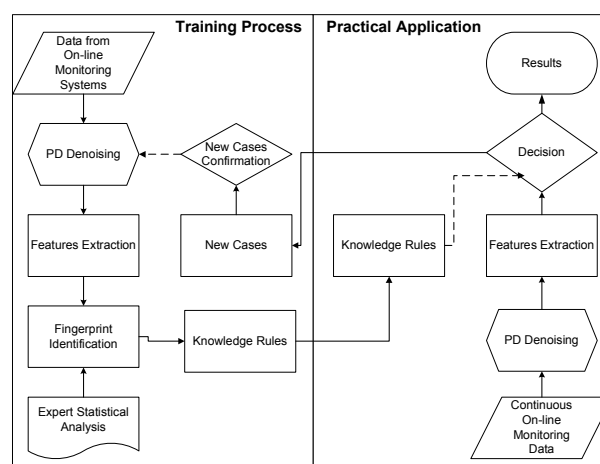 Training Process
Data from
On-line
Monitoring
Systems
PD Denoising
New Cases
Confirmation
Features Extraction
New Cases
Fingerprint
Identification
Knowledge Rules
Expert Statistical
Analysis
Practical Application
Results
Decision
Knowledge Rules
Features Extraction
PD Denoising
Continuous
On-line
Monitoring
Data